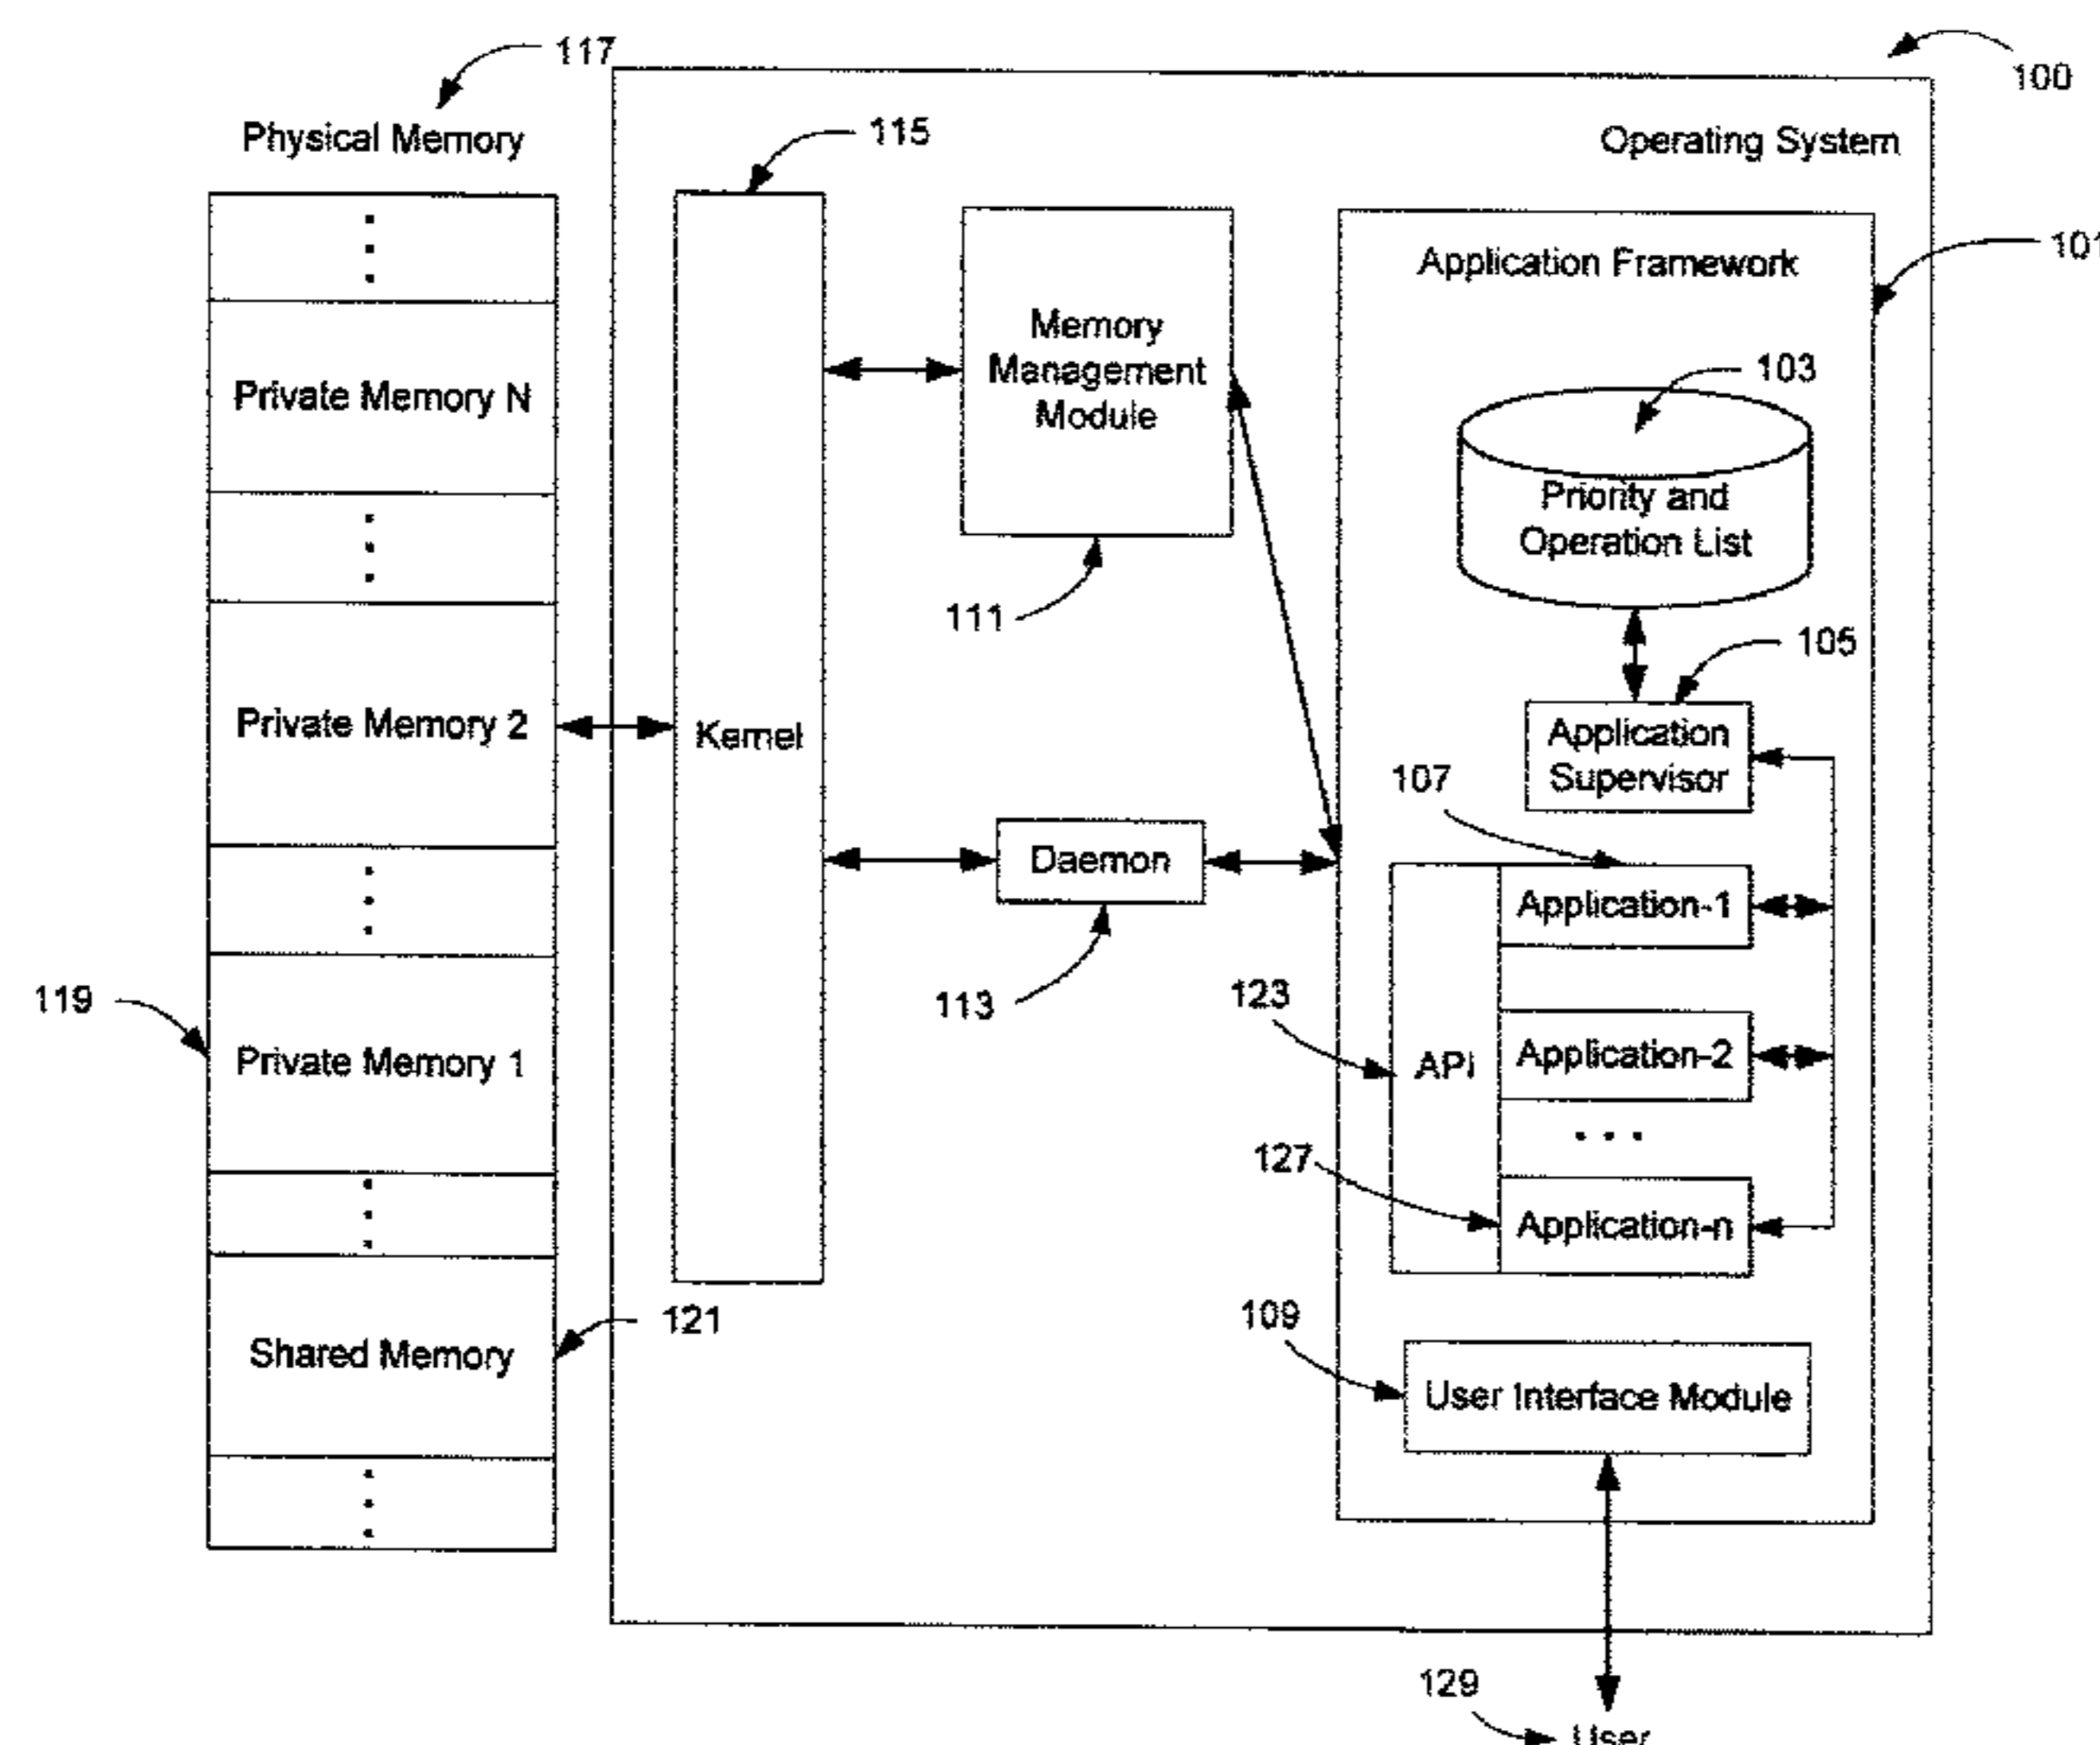 117
100
Physical Memory
115
Operating System
101
Application Framework
Memory
Management
Module
103
Private Memory N
Priority and
Operation List
111
105
Private Memory 2
Kernel
Application
Supervisor
107
Daemon
Application-1
119
113
123
Private Memory 1
API
Application-2
127
Application-n
109
121
Shared Memory
User Interface Module
129
User